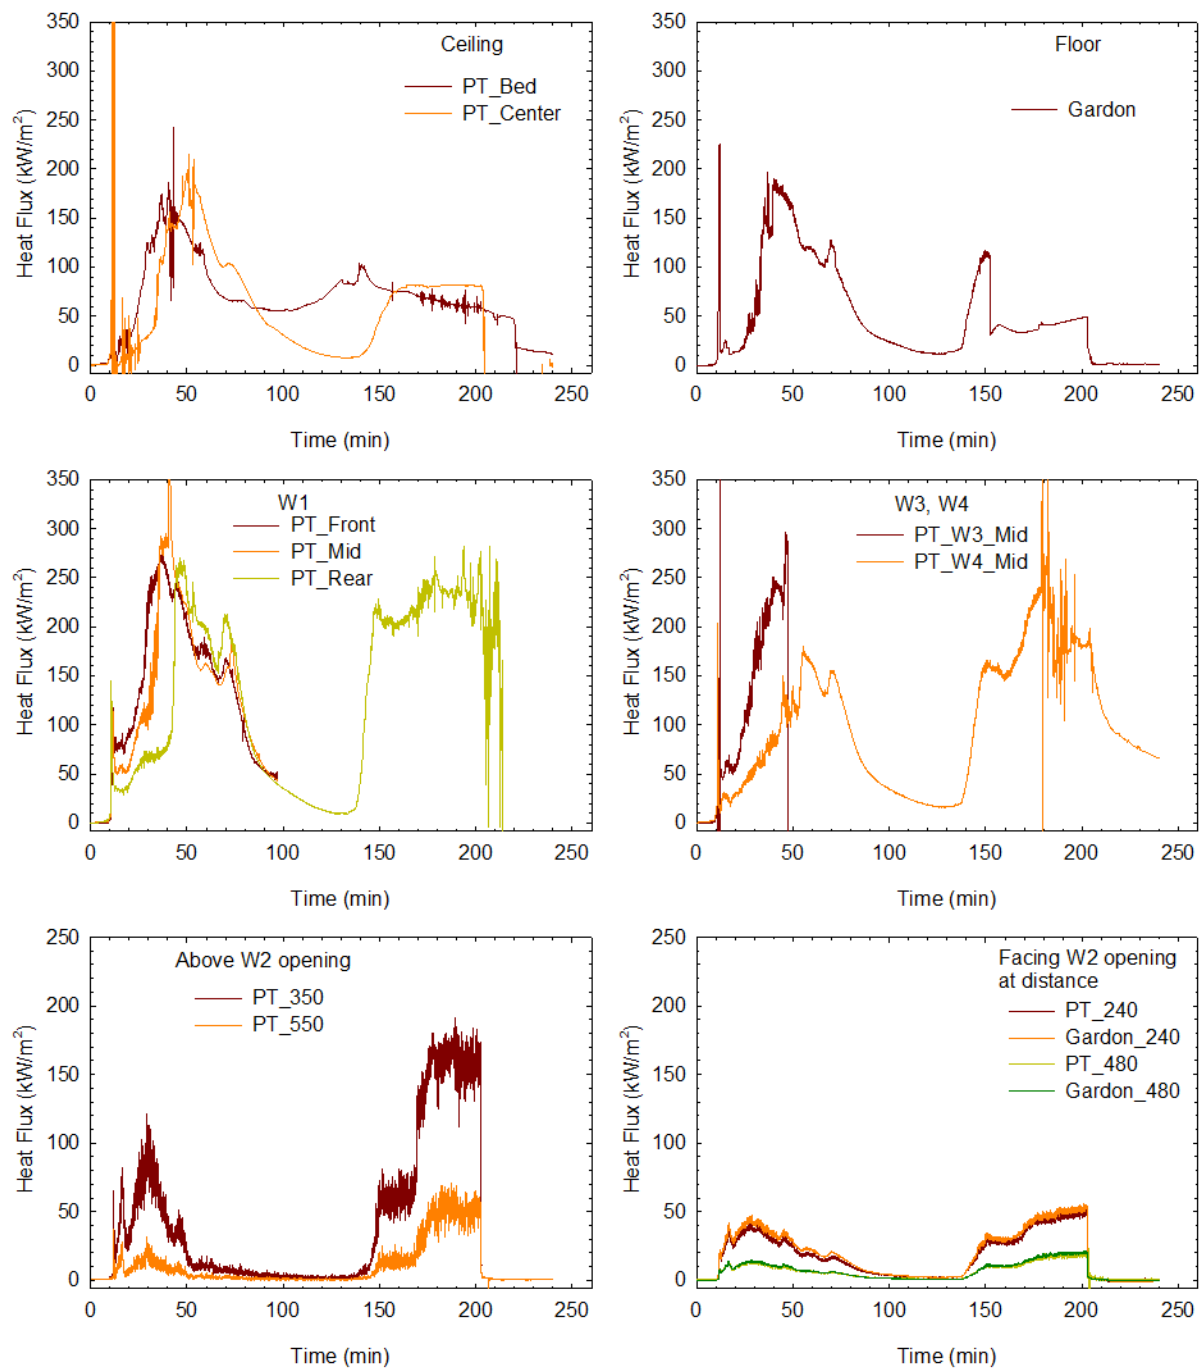 350
300
250
200
150
100
50
0
Heat Flux (kW/m²)
Ceiling
PT_Bed
PT_Center
0 50 100 150 200 250
Time (min)
350
300
250
200
150
100
50
0
Heat Flux (kW/m²)
Floor
Gardon
0 50 100 150 200 250
Time (min)
350
300
250
200
150
100
50
0
Heat Flux (kW/m²)
W1
PT_Front
PT_Mid
PT_Rear
0 50 100 150 200 250
Time (min)
350
300
250
200
150
100
50
0
Heat Flux (kW/m²)
W3, W4
PT_W3_Mid
PT_W4_Mid
0 50 100 150 200 250
Time (min)
250
200
150
100
50
0
Heat Flux (kW/m²)
Above W2 opening
PT_350
PT_550
0 50 100 150 200 250
Time (min)
250
200
150
100
50
0
Heat Flux (kW/m²)
Facing W2 opening
at distance
PT_240
Gardon_240
PT_480
Gardon_480
0 50 100 150 200 250
Time (min)